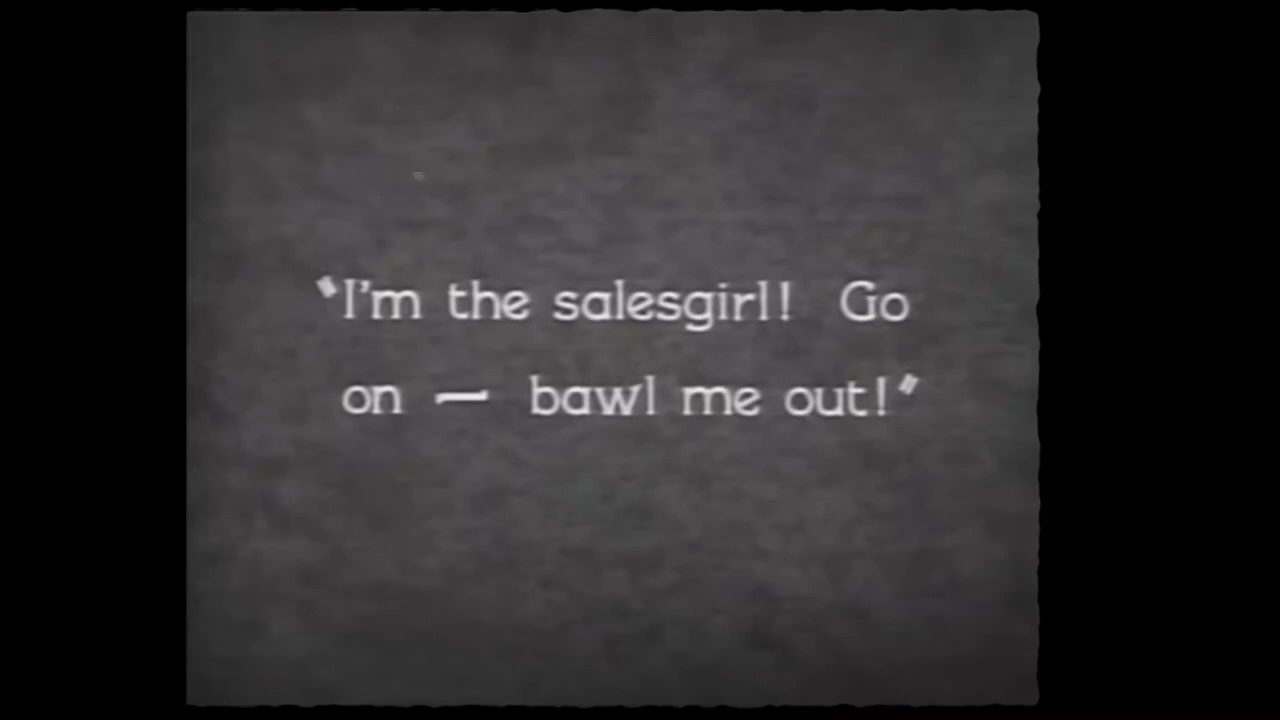 "I'm the salesgirl! Go
on — bawl me out!"